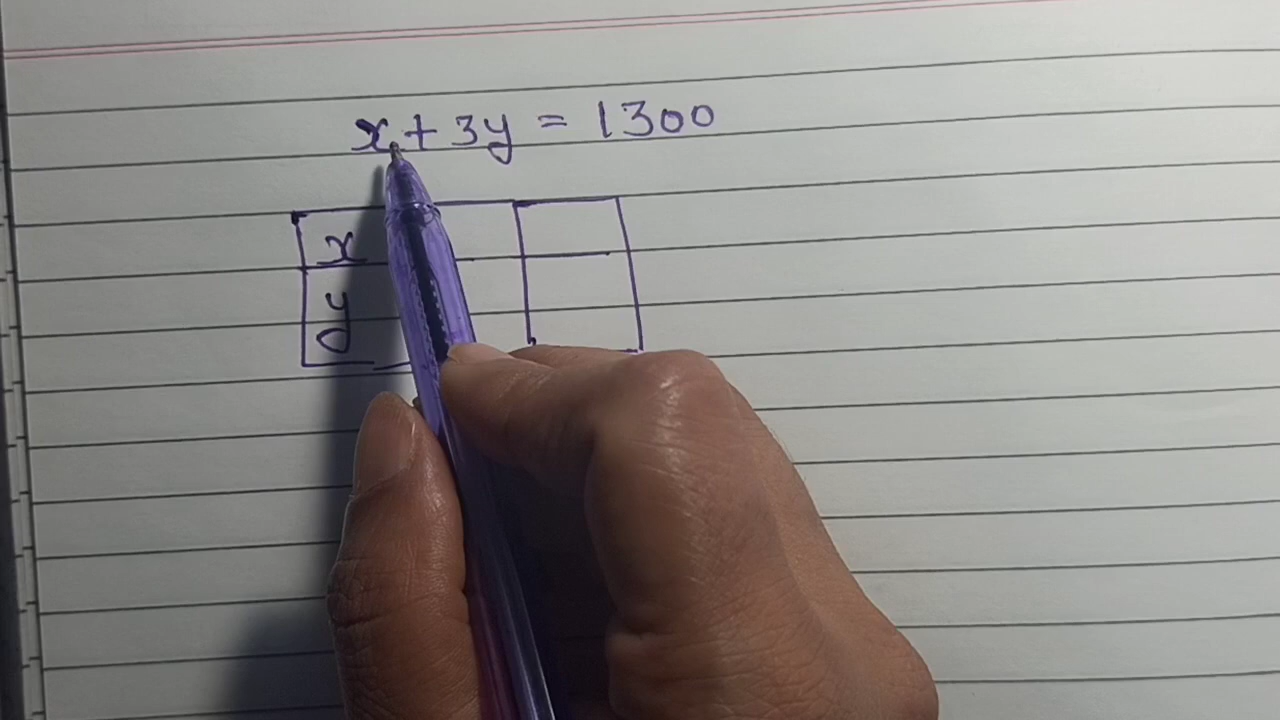 x + 3y = 1300
x
y